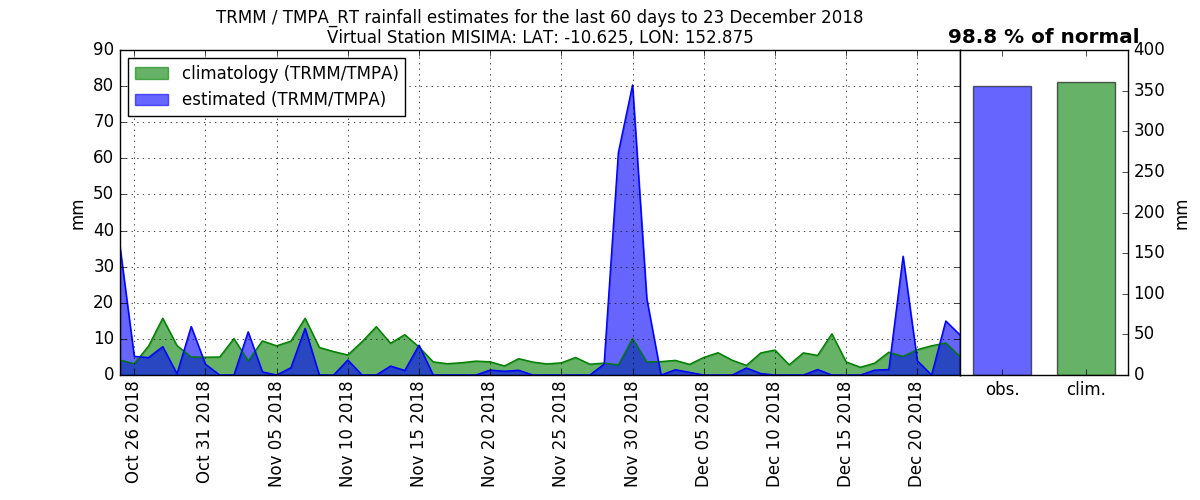 TRMM / TMPA_RT rainfall estimates for the last 60 days to 23 December 2018
Virtual Station MISIMA: LAT: -10.625, LON: 152.875
98.8 % of normal
climatology (TRMM/TMPA)
estimated (TRMM/TMPA)
mm
90
80
70
60
50
40
30
20
10
0
Oct 26 2018
Oct 31 2018
Nov 05 2018
Nov 10 2018
Nov 15 2018
Nov 20 2018
Nov 25 2018
Nov 30 2018
Dec 05 2018
Dec 10 2018
Dec 15 2018
Dec 20 2018
400
350
300
250
200
150
100
50
0
mm
obs.
clim.